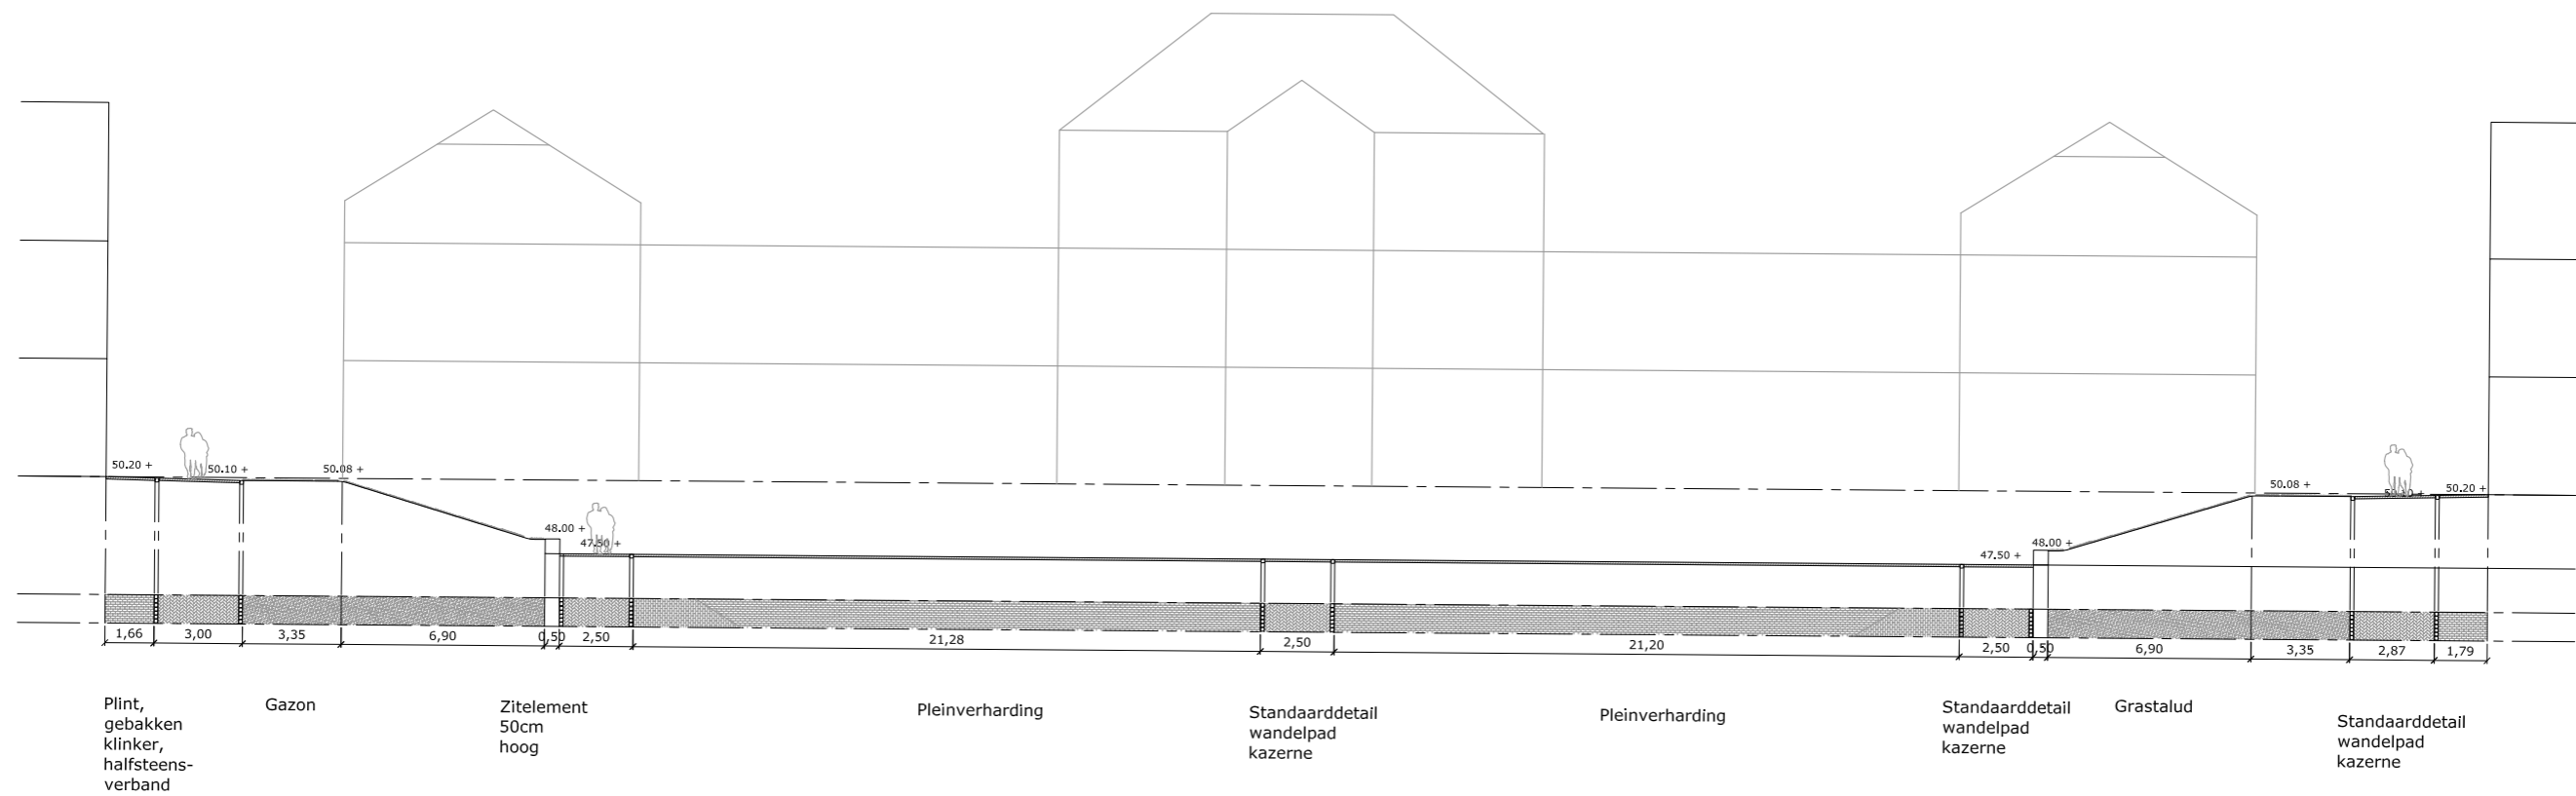 50.20 +
50.10 +
50.08 +
48.00 +
47.50 +
47.50 +
48.00 +
50.08 +
50.20 +
1,66
3,00
3,35
6,90
0,50
2,50
21,28
2,50
21,20
2,50
0,50
6,90
3,35
2,87
1,79
Plint,
gebakken
klinker,
halfsteens-
verband
Gazon
Zitelement
50cm
hoog
Pleinverharding
Standaarddetail
wandelpad
kazerne
Pleinverharding
Standaarddetail
wandelpad
kazerne
Grastalud
Standaarddetail
wandelpad
kazerne